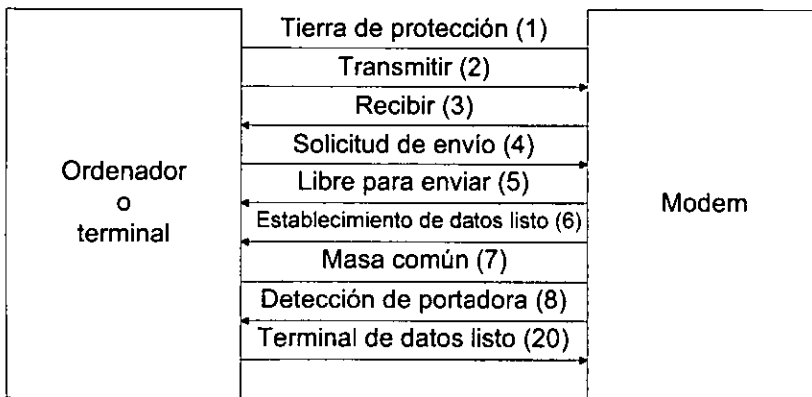 Tierra de protección (1)
Transmitir (2)
Recibir (3)
Solicitud de envío (4)
Libre para enviar (5)
Establecimiento de datos listo (6)
Masa común (7)
Detección de portadora (8)
Terminal de datos listo (20)
Ordenador
o
terminal
Modem